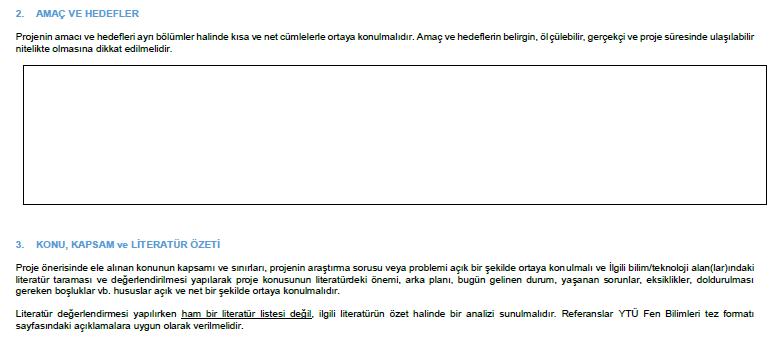 2. AMAÇ VE HEDEFLER
Projenin amacı ve hedefleri ayrı bölümler halinde kısa ve net cümlelerle ortaya konulmalıdır. Amaç ve hedeflerin belirgin, ölçülebilir, gerçekçi ve proje süresinde ulaşılabilir
nitelikte olmasına dikkat edilmelidir.
3. KONU, KAPSAM ve LİTERATÜR ÖZETİ
Proje önerisinde ele alınan konunun kapsamı ve sınırları, projenin araştırma sorusu veya problemi açık bir şekilde ortaya konulmalı ve İlgili bilim/teknoloji alan(lar)ındaki
literatür taraması ve değerlendirilmesi yapılarak proje konusunun literatürdeki önemi, arka planı, bugün gelinen durum, yaşanan sorunlar, eksiklikler, doldurulması
gereken boşluklar vb. hususlar açık ve net bir şekilde ortaya konulmalıdır.
Literatür değerlendirmesi yapılırken ham bir literatür listesi değil, ilgili literatürün özet halinde bir analizi sunulmalıdır. Referanslar YTÜ Fen Bilimleri tez formatı
sayfasındaki açıklamalara uygun olarak verilmelidir.